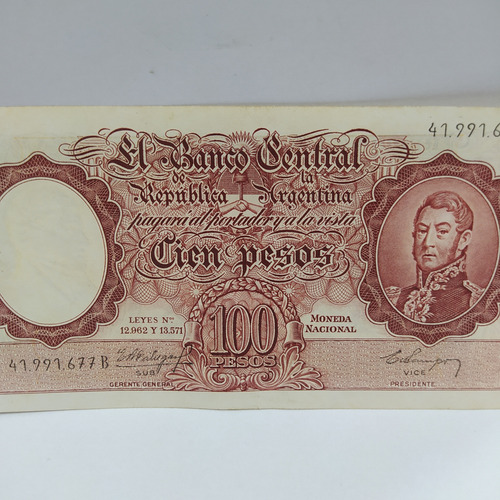 41.991.6
El Banco Central
de la
República Argentina
pagará al portador y a la vista
Cien pesos
LEYES Nos.
12.962 Y 13.571
100
PESOS
MONEDA
NACIONAL
41.991.677 B
SUB
GERENTE GENERAL
VICE
PRESIDENTE